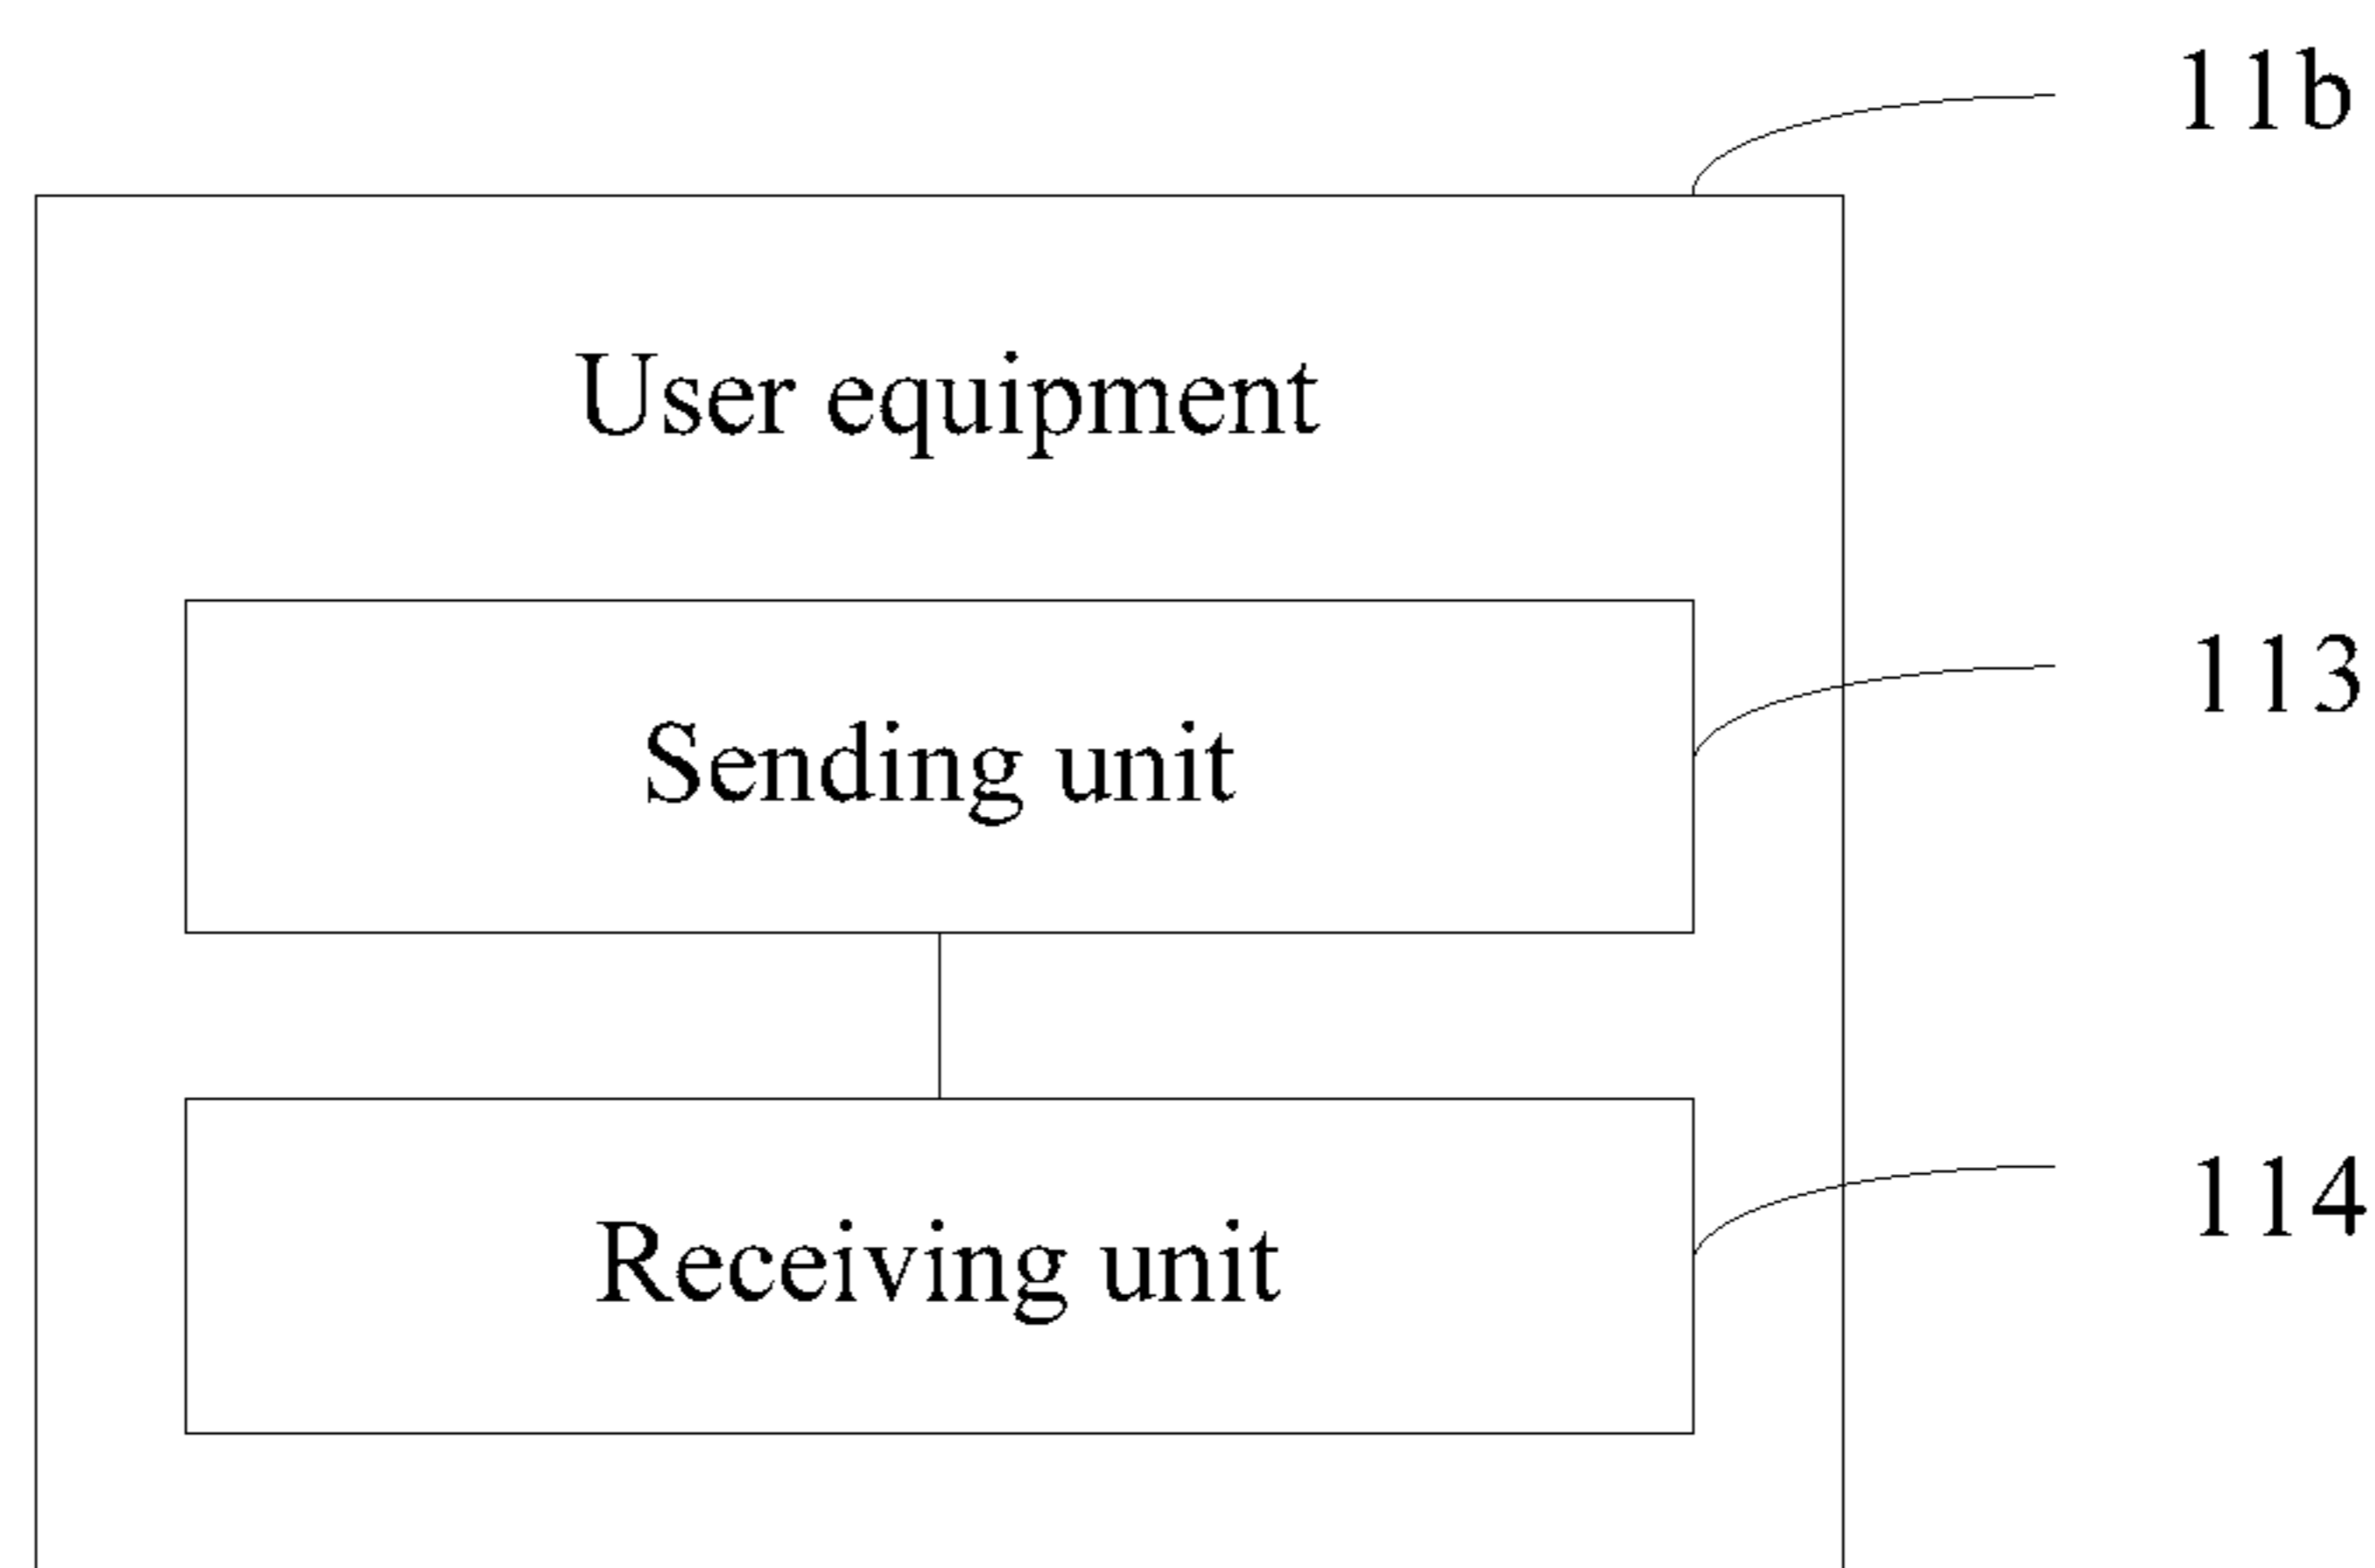 11b
User equipment
113
Sending unit
114
Receiving unit